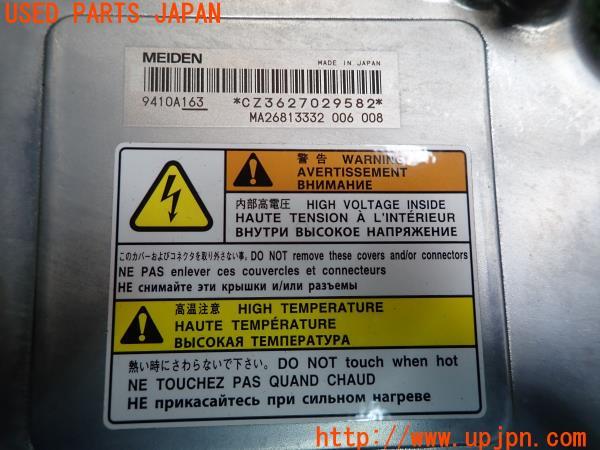 USED PARTS JAPAN
MEIDEN
MADE IN JAPAN
9410A163 *CZ3627029582*
MA26813332 006 008
警告 WARNING
AVERTISSEMENT
ВНИМАНИЕ
内部高電圧 HIGH VOLTAGE INSIDE
HAUTE TENSION À L'INTÉRIEUR
ВНУТРИ ВЫСОКОЕ НАПРЯЖЕНИЕ
このカバーおよびコネクタを取り外さない事。DO NOT remove these covers and/or connectors
NE PAS enlever ces couvercles et connecteurs
НЕ снимайте эти крышки и/или разъемы
高温注意 HIGH TEMPERATURE
HAUTE TEMPÉRATURE
ВЫСОКАЯ ТЕМПЕРАТУРА
熱い時にさわらないで下さい。DO NOT touch when hot
NE TOUCHEZ PAS QUAND CHAUD
НЕ прикасайтесь при сильном нагреве
http://www.upjpn.com/